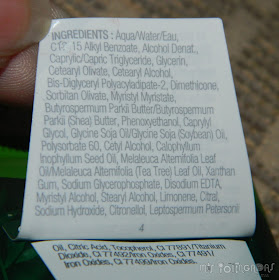 INGREDIENTS : Aqua/Water/Eau,
15 Alkyl Benzoate, Alcohol Denat.,
Caprylic/Capric Triglyceride, Glycerin,
Cetearyl Olivate, Cetearyl Alcohol,
Bis-Diglyceryl Polyacyladipate-2, Dimethicone,
Sorbitan Olivate, Myristyl Myristate,
Butyrospermum Parkii Butter/Butyrospermum
Parkii (Shea) Butter, Phenoxyethanol, Caprylyl
Glycol, Glycine Soja Oil/Glycine Soja (Soybean) Oil,
Polysorbate 60, Cetyl Alcohol, Calophyllum
Inophyllum Seed Oil, Melaleuca Alternifolia Leaf
Oil/Melaleuca Alternifolia (Tea Tree) Leaf Oil, Xanthan
Gum, Sodium Glycerophosphate, Disodium EDTA,
Myristyl Alcohol, Stearyl Alcohol, Limonene, Citral,
Sodium Hydroxide, Citronellol, Leptospermum Petersonii
4
Oil, Citric Acid, Tocopherol, CI 77891/Titanium
Dioxide, CI 77492/Iron Oxides, CI 77491/
Iron Oxides, CI 77499/Iron Oxides.